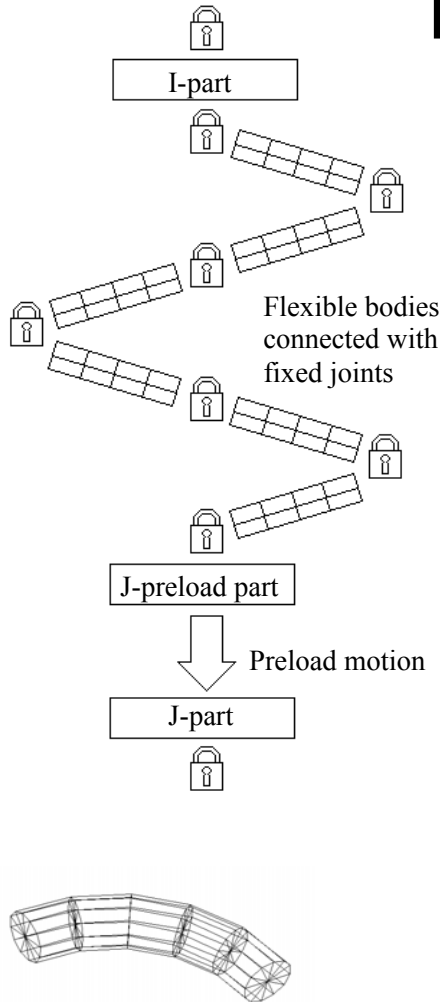 I-part
Flexible bodies
connected with
fixed joints
J-preload part
Preload motion
J-part